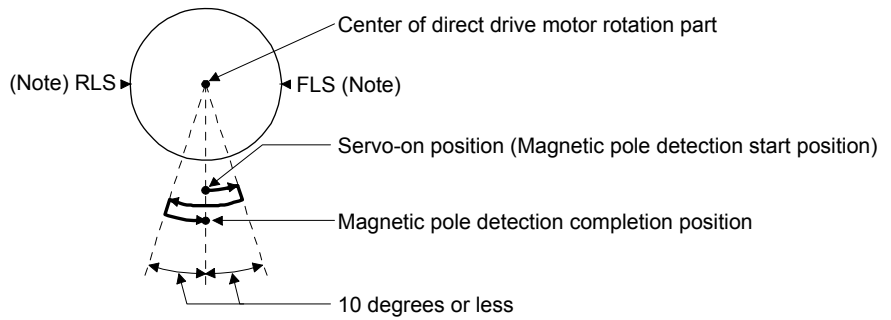 Center of direct drive motor rotation part
(Note) RLS
FLS (Note)
Servo-on position (Magnetic pole detection start position)
Magnetic pole detection completion position
10 degrees or less